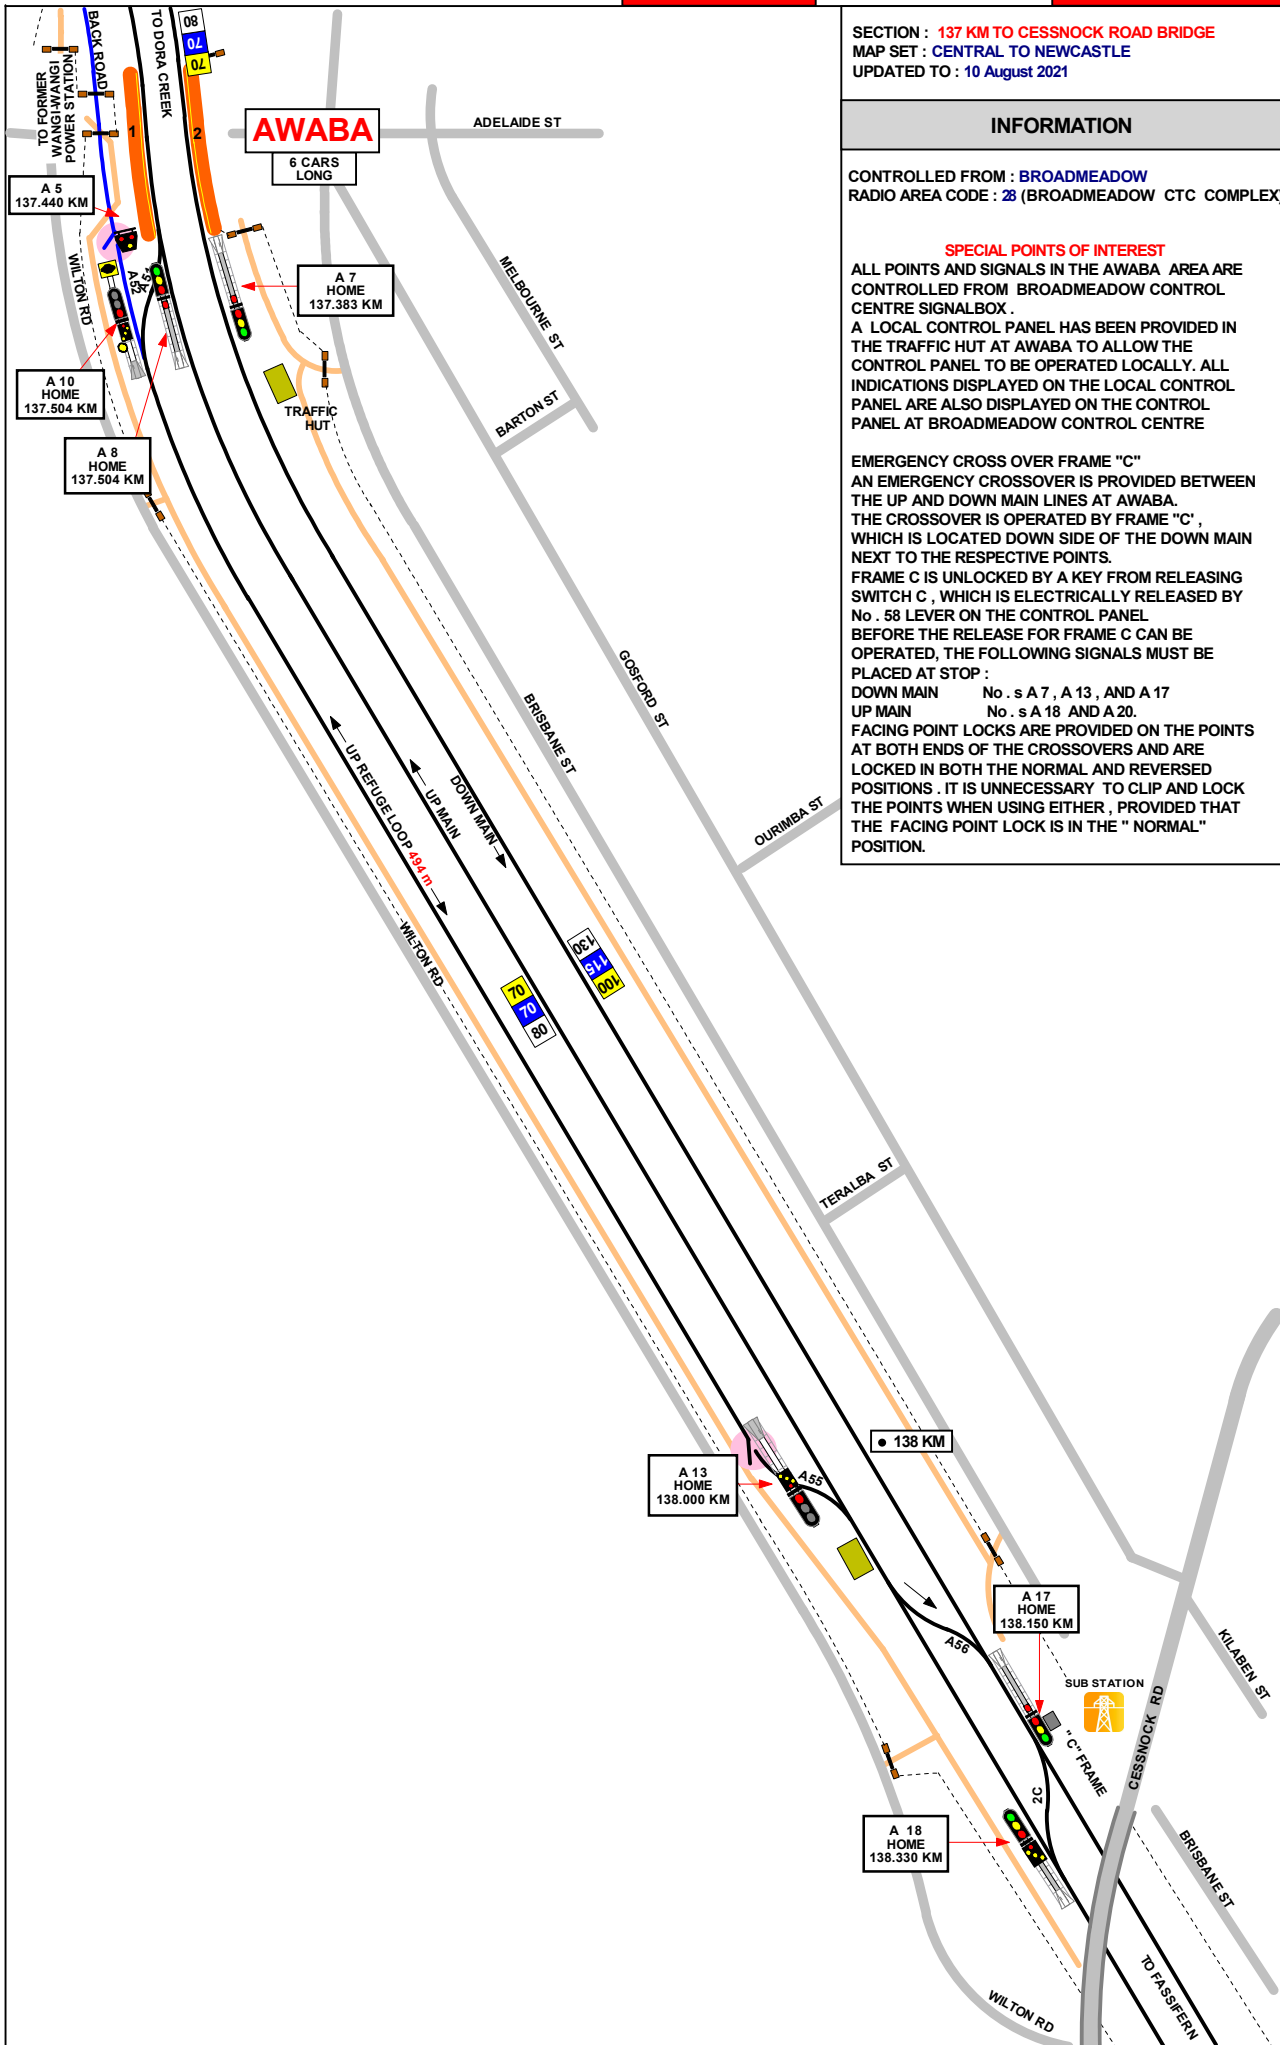 SECTION : 137 KM TO CESSNOCK ROAD BRIDGE
MAP SET : CENTRAL TO NEWCASTLE
UPDATED TO : 10 August 2021
INFORMATION
CONTROLLED FROM : BROADMEADOW
RADIO AREA CODE : 28 (BROADMEADOW CTC COMPLEX)
SPECIAL POINTS OF INTEREST
ALL POINTS AND SIGNALS IN THE AWABA AREA ARE
CONTROLLED FROM BROADMEADOW CONTROL
CENTRE SIGNALBOX .
A LOCAL CONTROL PANEL HAS BEEN PROVIDED IN
THE TRAFFIC HUT AT AWABA TO ALLOW THE
CONTROL PANEL TO BE OPERATED LOCALLY. ALL
INDICATIONS DISPLAYED ON THE LOCAL CONTROL
PANEL ARE ALSO DISPLAYED ON THE CONTROL
PANEL AT BROADMEADOW CONTROL CENTRE
EMERGENCY CROSS OVER FRAME "C"
AN EMERGENCY CROSSOVER IS PROVIDED BETWEEN
THE UP AND DOWN MAIN LINES AT AWABA.
THE CROSSOVER IS OPERATED BY FRAME "C' ,
WHICH IS LOCATED DOWN SIDE OF THE DOWN MAIN
NEXT TO THE RESPECTIVE POINTS.
FRAME C IS UNLOCKED BY A KEY FROM RELEASING
SWITCH C , WHICH IS ELECTRICALLY RELEASED BY
No . 58 LEVER ON THE CONTROL PANEL
BEFORE THE RELEASE FOR FRAME C CAN BE
OPERATED, THE FOLLOWING SIGNALS MUST BE
PLACED AT STOP :
DOWN MAIN No . s A 7 , A 13 , AND A 17
UP MAIN No . s A 18 AND A 20.
FACING POINT LOCKS ARE PROVIDED ON THE POINTS
AT BOTH ENDS OF THE CROSSOVERS AND ARE
LOCKED IN BOTH THE NORMAL AND REVERSED
POSITIONS . IT IS UNNECESSARY TO CLIP AND LOCK
THE POINTS WHEN USING EITHER , PROVIDED THAT
THE FACING POINT LOCK IS IN THE " NORMAL"
POSITION.
TO FORMER
WANGI-WANGI
POWER STATION
BACK ROAD
TO DORA CREEK
80
70
70
1
2
AWABA
6 CARS
LONG
ADELAIDE ST
A 5
137.440 KM
WILTON RD
A52
A 7
HOME
137.383 KM
MELBOURNE ST
A 10
HOME
137.504 KM
A 8
HOME
137.504 KM
TRAFFIC
HUT
BARTON ST
GOSFORD ST
BRISBANE ST
UP REFUGE LOOP 494 m
UP MAIN
DOWN MAIN
OURIMBA ST
WILTON RD
130
115
100
70
70
80
TERALBA ST
138 KM
A 13
HOME
138.000 KM
A55
A56
A 17
HOME
138.150 KM
SUB STATION
"C" FRAME
2C
KILABEN ST
CESSNOCK RD
A 18
HOME
138.330 KM
BRISBANE ST
WILTON RD
TO FASSIFERN